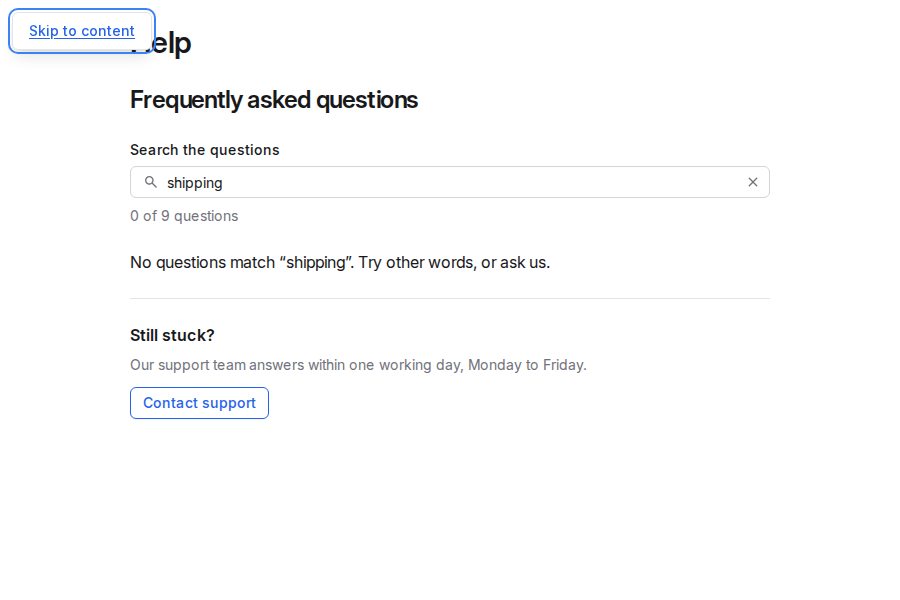 Skip to content
Help
Frequently asked questions
Search the questions
shipping
0 of 9 questions
No questions match “shipping”. Try other words, or ask us.
Still stuck?
Our support team answers within one working day, Monday to Friday.
Contact support